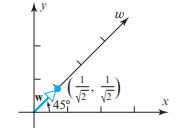 y
w
(1/√2, 1/√2)
w
45°
x